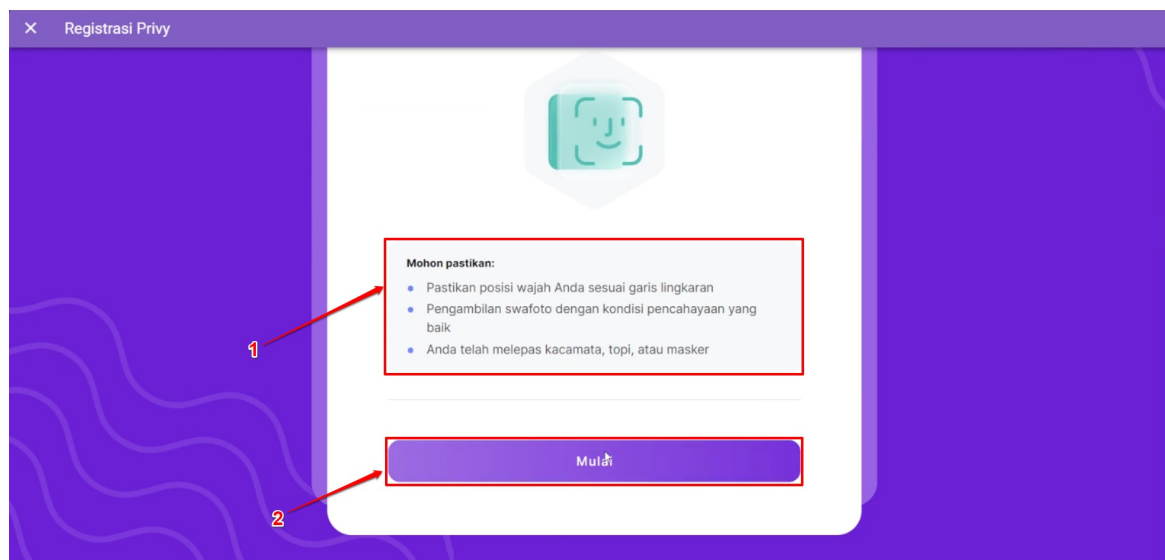 Registrasi Privy
Mohon pastikan:
Pastikan posisi wajah Anda sesuai garis lingkaran
Pengambilan swafoto dengan kondisi pencahayaan yang
baik
1
Anda telah melepas kacamata, topi, atau masker
Mulai
2